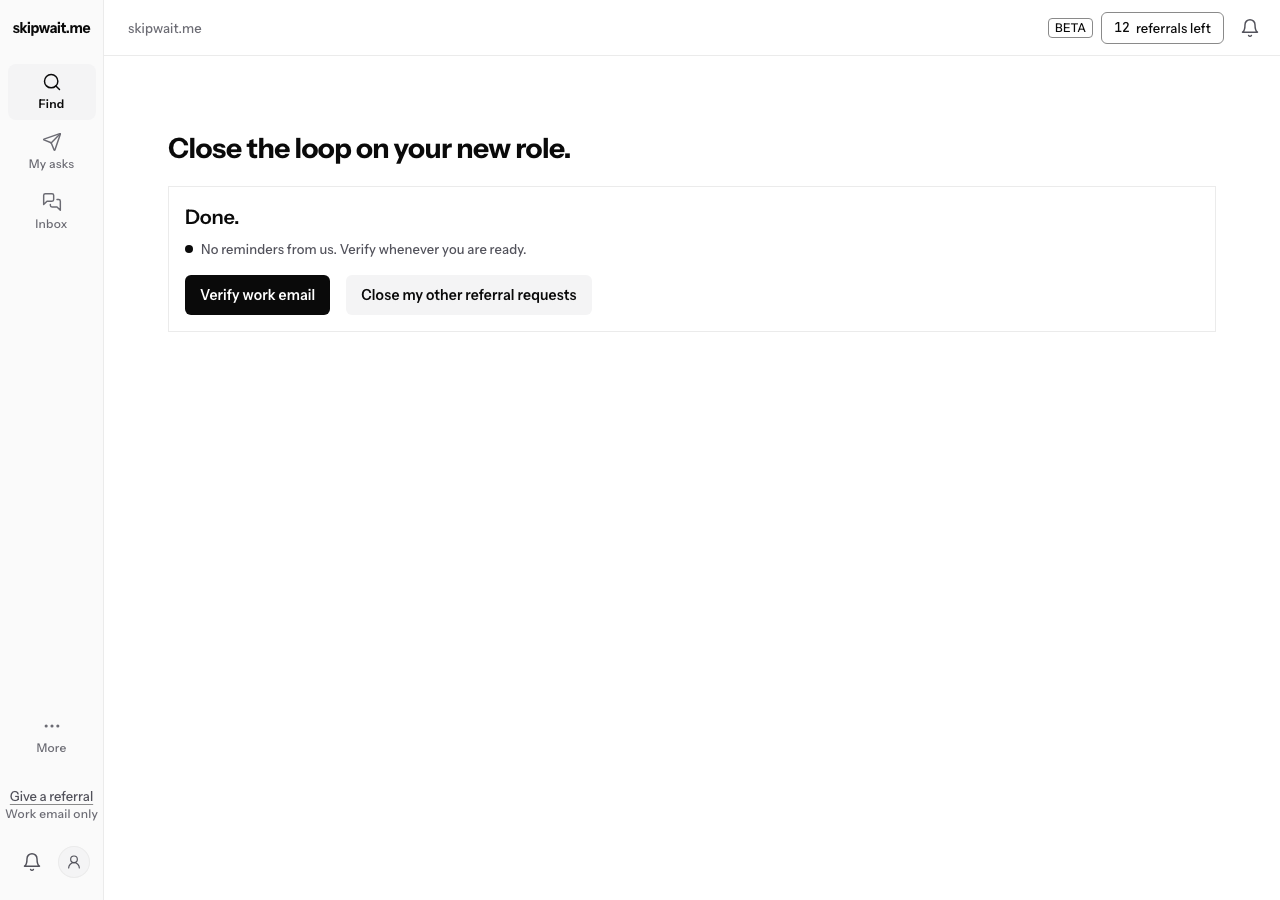 skipwait.me
skipwait.me
BETA
12 referrals left
Find
My asks
Inbox
Close the loop on your new role.
Done.
No reminders from us. Verify whenever you are ready.
Verify work email
Close my other referral requests
More
Give a referral
Work email only